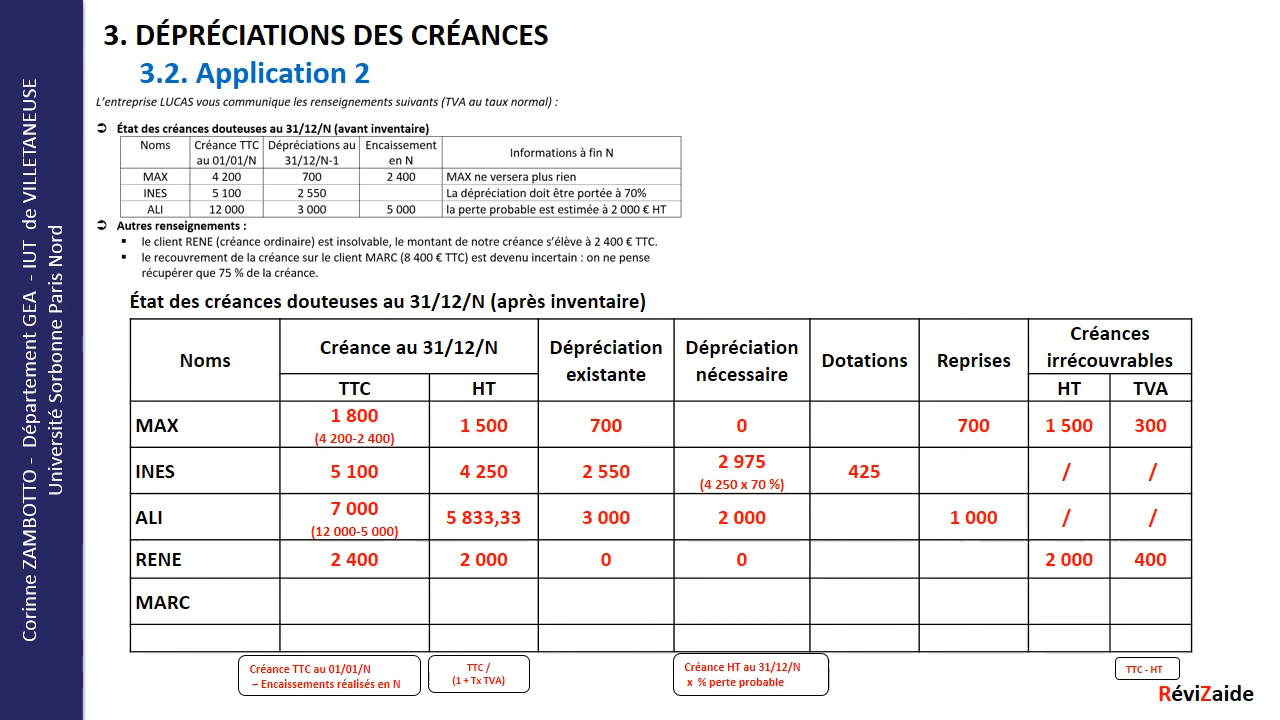 Corinne ZAMBOTTO - Département GEA - IUT de VILLETANEUSE
Université Sorbonne Paris Nord
3. DÉPRÉCIATIONS DES CRÉANCES
3.2. Application 2
L'entreprise LUCAS vous communique les renseignements suivants (TVA au taux normal) :
➲ État des créances douteuses au 31/12/N (avant inventaire)
Noms Créance TTC au 01/01/N Dépréciations au 31/12/N-1 Encaissement en N Informations à fin N
MAX 4 200 700 2 400 MAX ne versera plus rien
INES 5 100 2 550 La dépréciation doit être portée à 70%
ALI 12 000 3 000 5 000 la perte probable est estimée à 2 000 € HT
➲ Autres renseignements :
▪ le client RENE (créance ordinaire) est insolvable, le montant de notre créance s'élève à 2 400 € TTC.
▪ le recouvrement de la créance sur le client MARC (8 400 € TTC) est devenu incertain : on ne pense
récupérer que 75 % de la créance.
État des créances douteuses au 31/12/N (après inventaire)
Noms Créance au 31/12/N Dépréciation existante Dépréciation nécessaire Dotations Reprises Créances irrécouvrables
TTC HT HT TVA
MAX 1 800 (4 200-2 400) 1 500 700 0 700 1 500 300
INES 5 100 4 250 2 550 2 975 (4 250 x 70 %) 425 / /
ALI 7 000 (12 000-5 000) 5 833,33 3 000 2 000 1 000 / /
RENE 2 400 2 000 0 0 2 000 400
MARC
Créance TTC au 01/01/N
– Encaissements réalisés en N
TTC /
(1 + Tx TVA)
Créance HT au 31/12/N
x % perte probable
TTC - HT
RéviZaide